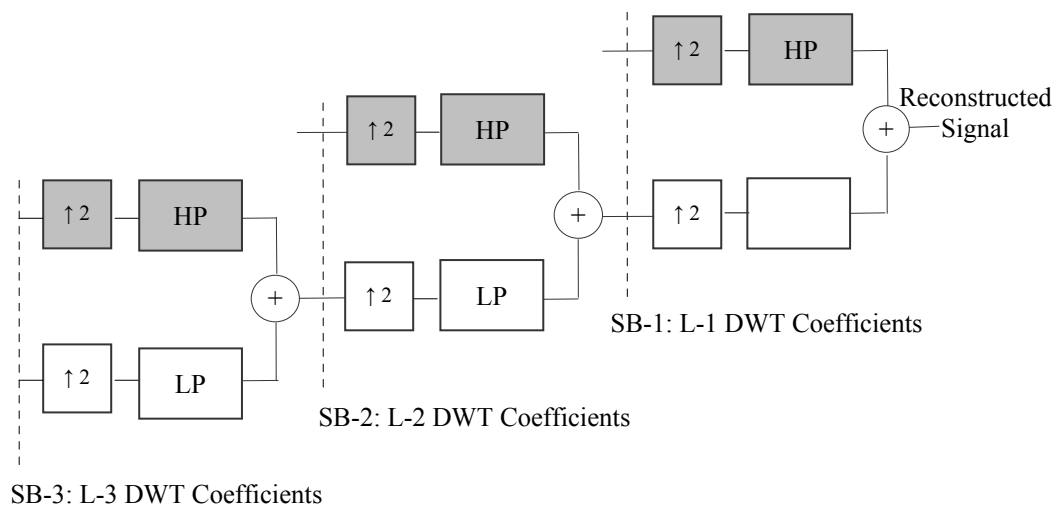 ↑ 2
HP
Reconstructed
Signal
+
↑ 2
HP
+
↑ 2
↑ 2
HP
+
↑ 2
LP
SB-1: L-1 DWT Coefficients
↑ 2
LP
SB-2: L-2 DWT Coefficients
SB-3: L-3 DWT Coefficients